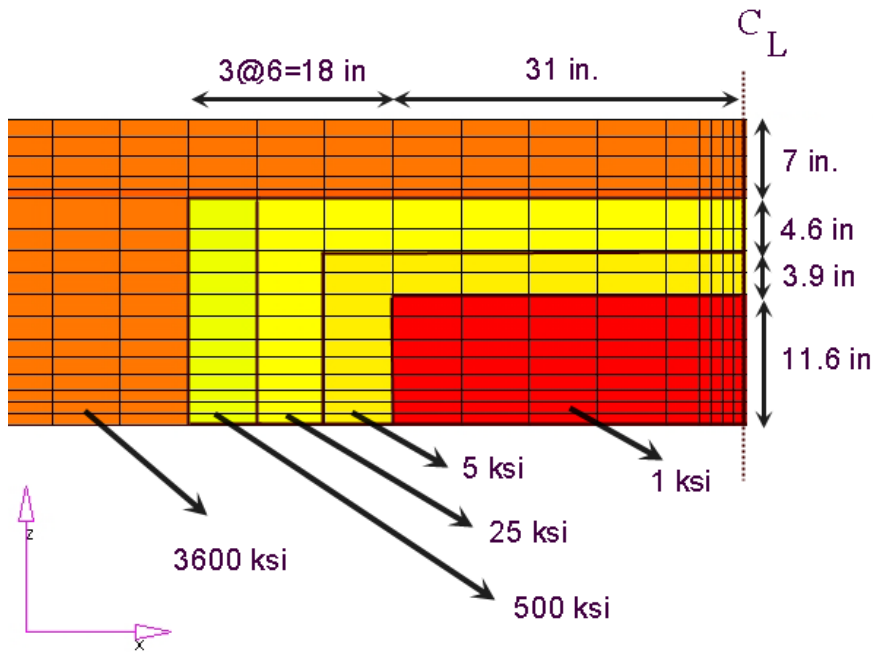 C
L
3@6=18 in
31 in.
7 in.
4.6 in
3.9 in
11.6 in
5 ksi
1 ksi
25 ksi
3600 ksi
500 ksi
z
x